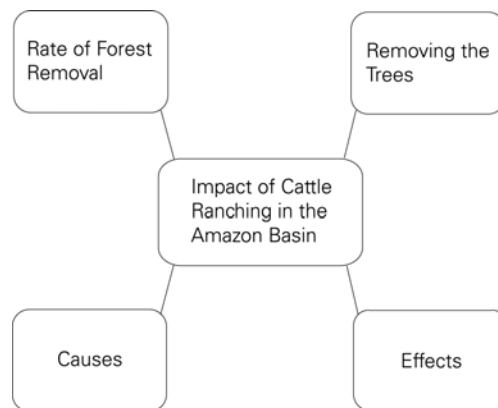 Rate of Forest
Removal
Removing the
Trees
Impact of Cattle
Ranching in the
Amazon Basin
Causes
Effects